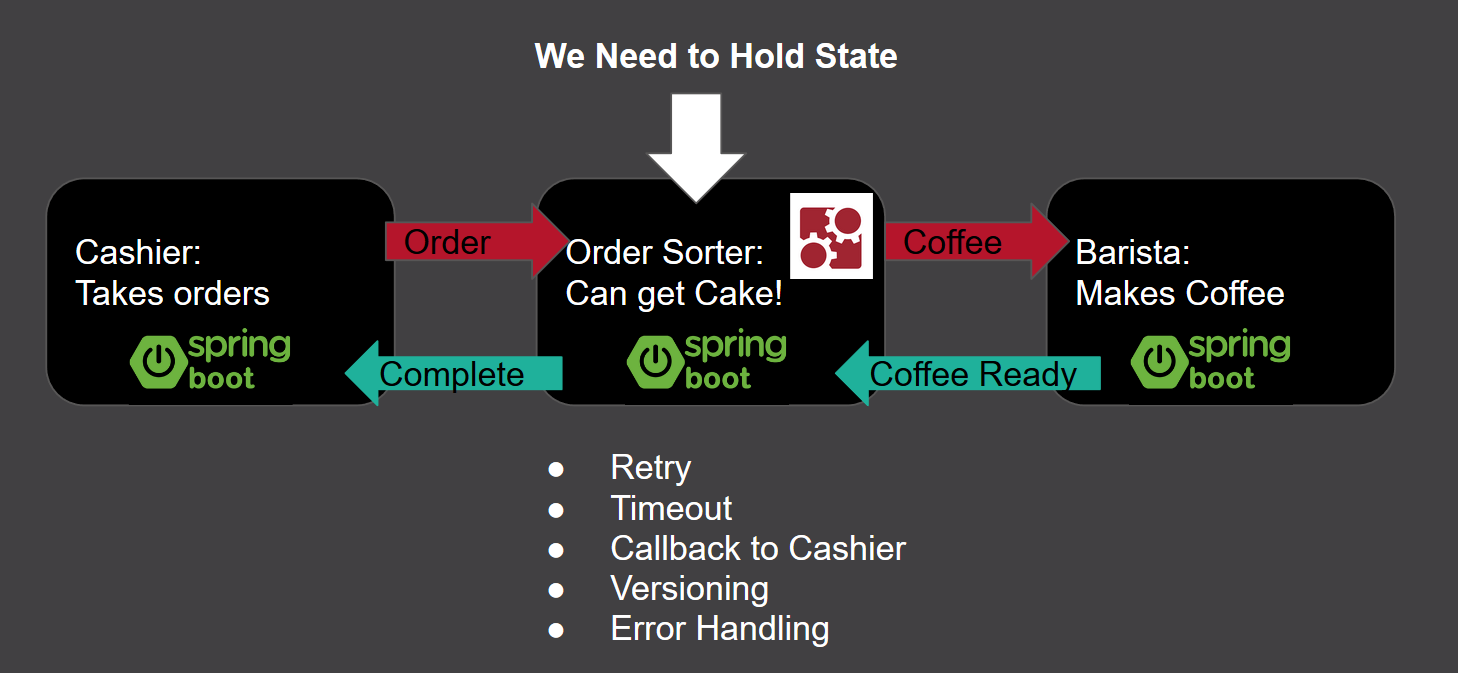 We Need to Hold State
Cashier:
Takes orders
spring
boot
Order
Complete
Order Sorter:
Can get Cake!
spring
boot
Coffee
Coffee Ready
Barista:
Makes Coffee
spring
boot
● Retry
● Timeout
● Callback to Cashier
● Versioning
● Error Handling